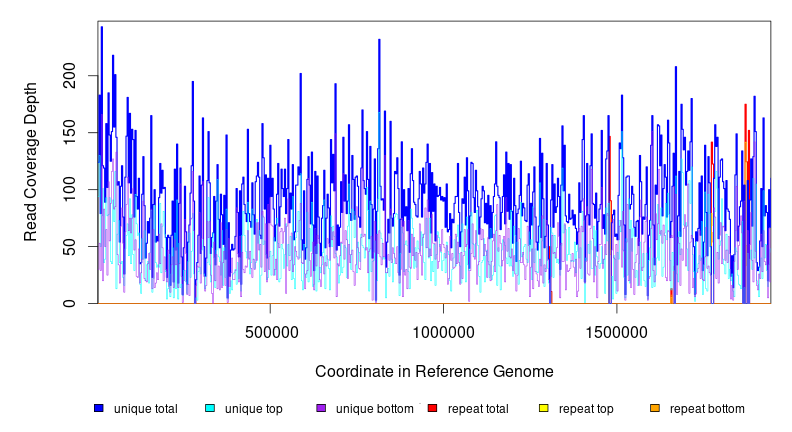 Read Coverage Depth
200
150
100
50
0
500000 1000000 1500000
Coordinate in Reference Genome
unique total unique top unique bottom repeat total repeat top repeat bottom